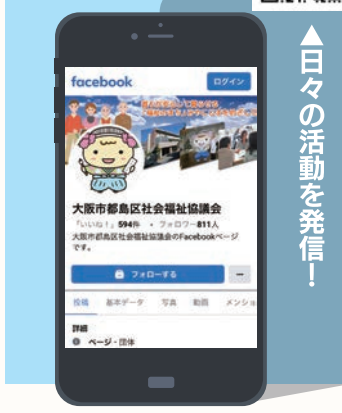 ▲日々の活動を発信！
facebook
ログイン
大阪市都島区社会福祉協議会
「いいね！」594件 • フォロワー811人
大阪市都島区社会福祉協議会のFacebookページ
です。
フォローする
投稿 基本データ 写真 動画 メンショ
詳細
ページ・団体